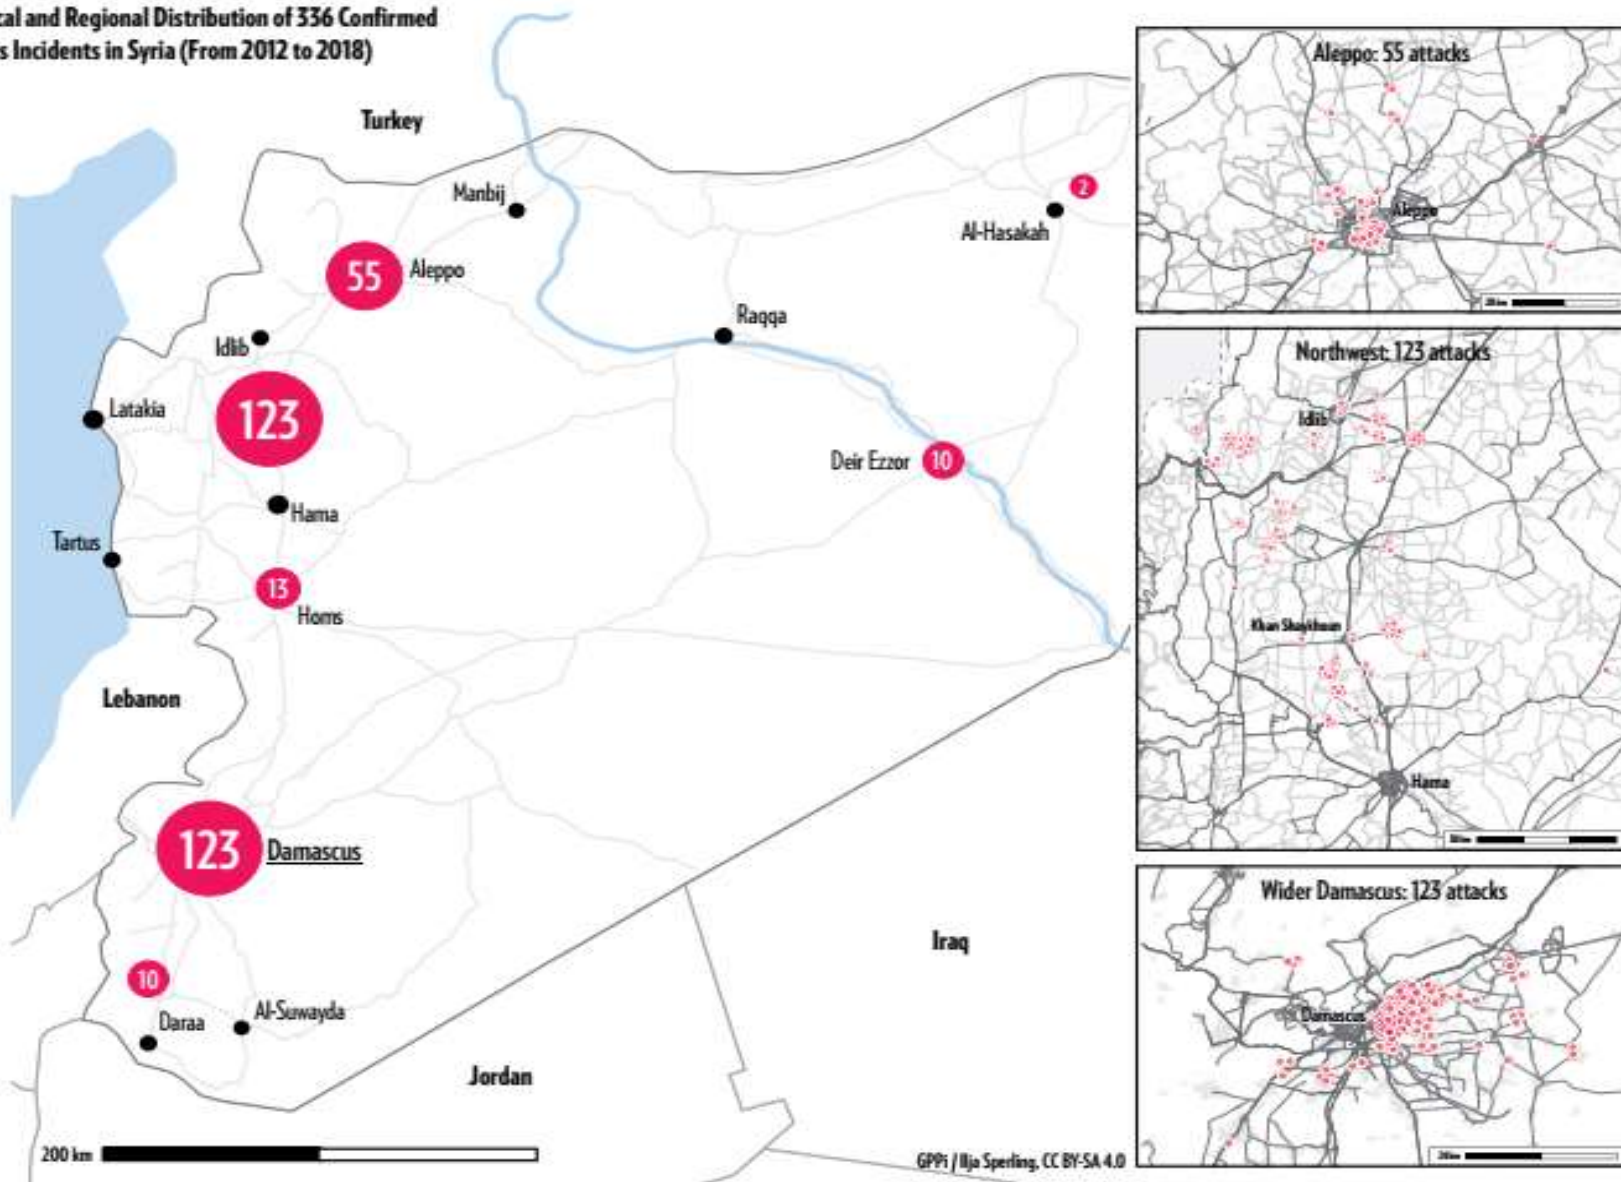 cal and Regional Distribution of 336 Confirmed
s Incidents in Syria (From 2012 to 2018)
Turkey
Manbij
2
Al-Hasakah
55
Aleppo
Raqqa
Idlib
123
Latakia
Deir Ezzor
10
Hama
Tartus
13
Homs
Lebanon
123
Damascus
Iraq
10
Daraa
Al-Suwayda
Jordan
200 km
GPPi / Ilja Sperling, CC BY-SA 4.0
Aleppo: 55 attacks
Aleppo
Northwest: 123 attacks
Idlib
Khan Shaykhoun
Hama
Wider Damascus: 123 attacks
Damascus